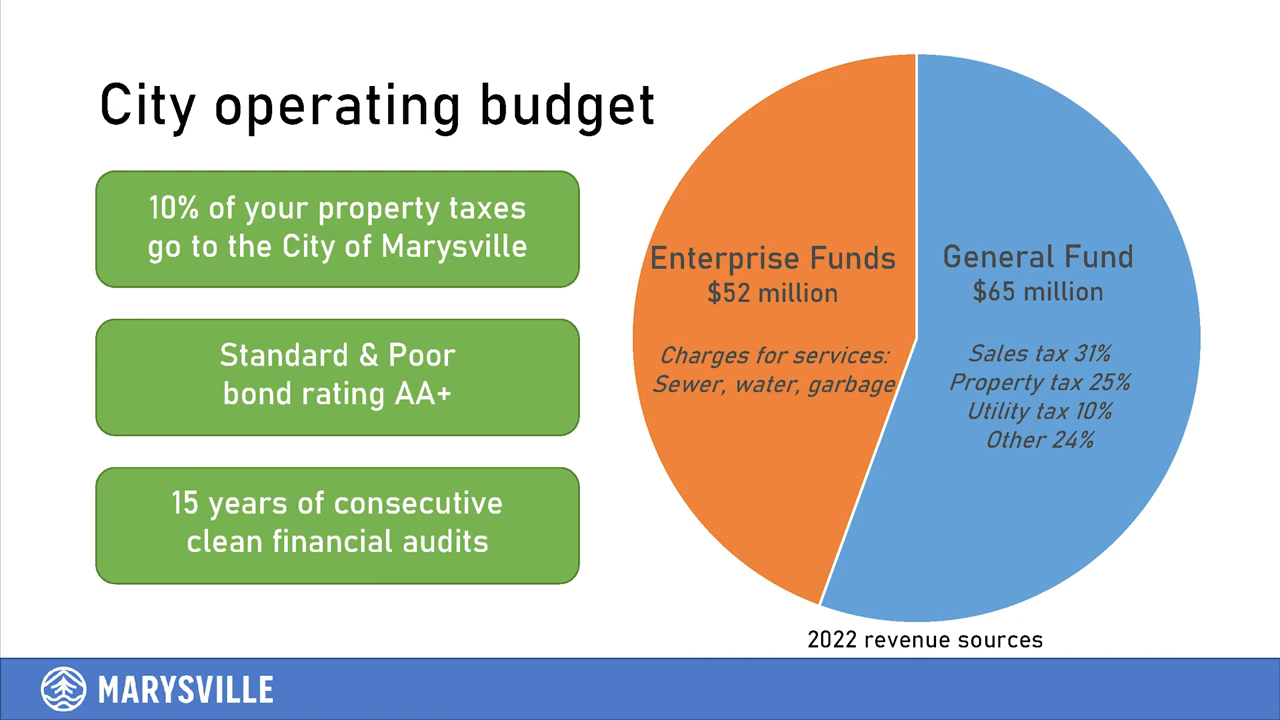 City operating budget
10% of your property taxes
go to the City of Marysville
Standard & Poor
bond rating AA+
15 years of consecutive
clean financial audits
Enterprise Funds
$52 million
Charges for services:
Sewer, water, garbage
General Fund
$65 million
Sales tax 31%
Property tax 25%
Utility tax 10%
Other 24%
2022 revenue sources
MARYSVILLE